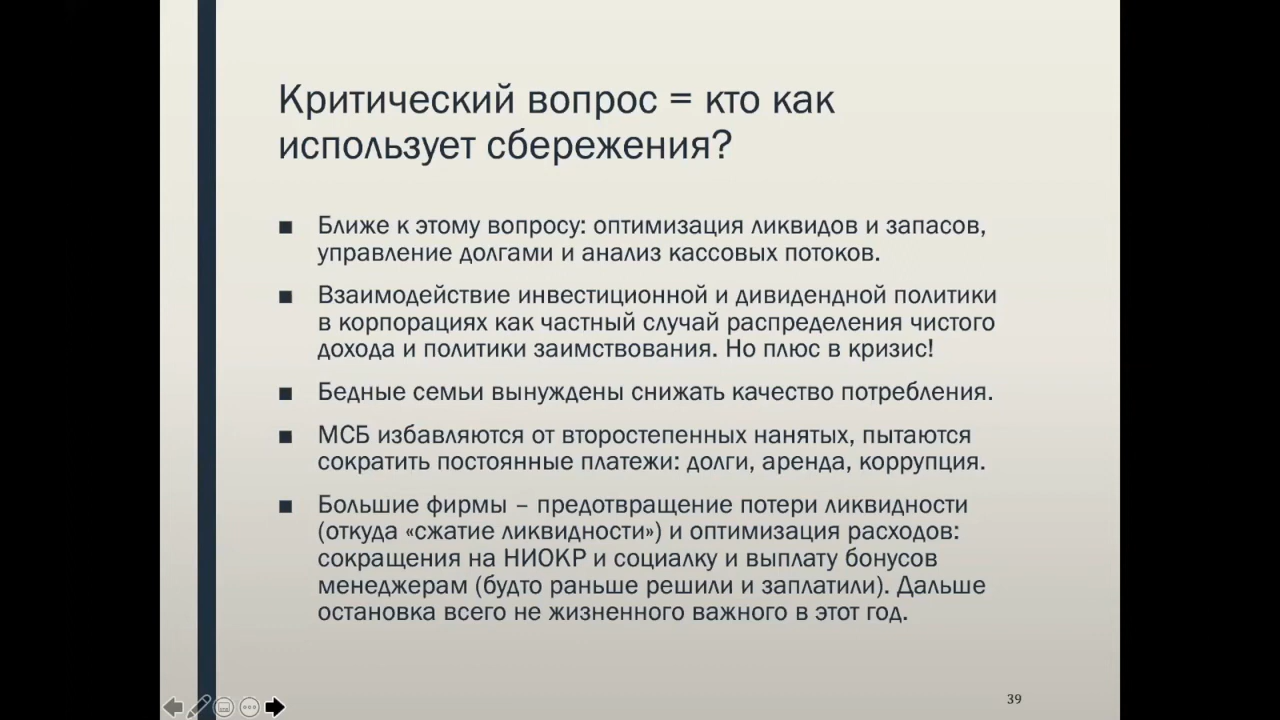 Критический вопрос = кто как
использует сбережения?
▪ Ближе к этому вопросу: оптимизация ликвидов и запасов,
управление долгами и анализ кассовых потоков.
▪ Взаимодействие инвестиционной и дивидендной политики
в корпорациях как частный случай распределения чистого
дохода и политики заимствования. Но плюс в кризис!
▪ Бедные семьи вынуждены снижать качество потребления.
▪ МСБ избавляются от второстепенных нанятых, пытаются
сократить постоянные платежи: долги, аренда, коррупция.
▪ Большие фирмы – предотвращение потери ликвидности
(откуда «сжатие ликвидности») и оптимизация расходов:
сокращения на НИОКР и социалку и выплату бонусов
менеджерам (будто раньше решили и заплатили). Дальше
остановка всего не жизненного важного в этот год.
39